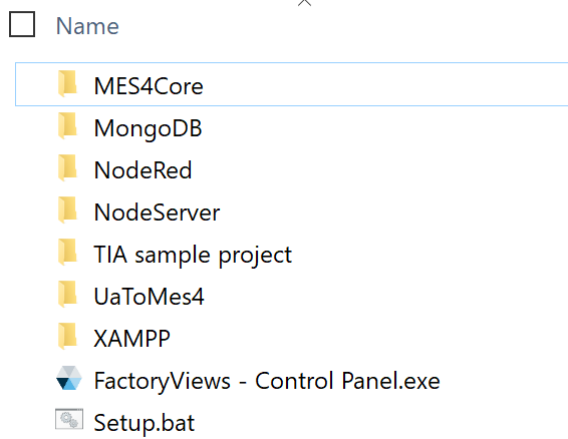 Name
MES4Core
MongoDB
NodeRed
NodeServer
TIA sample project
UaToMes4
XAMPP
FactoryViews - Control Panel.exe
Setup.bat